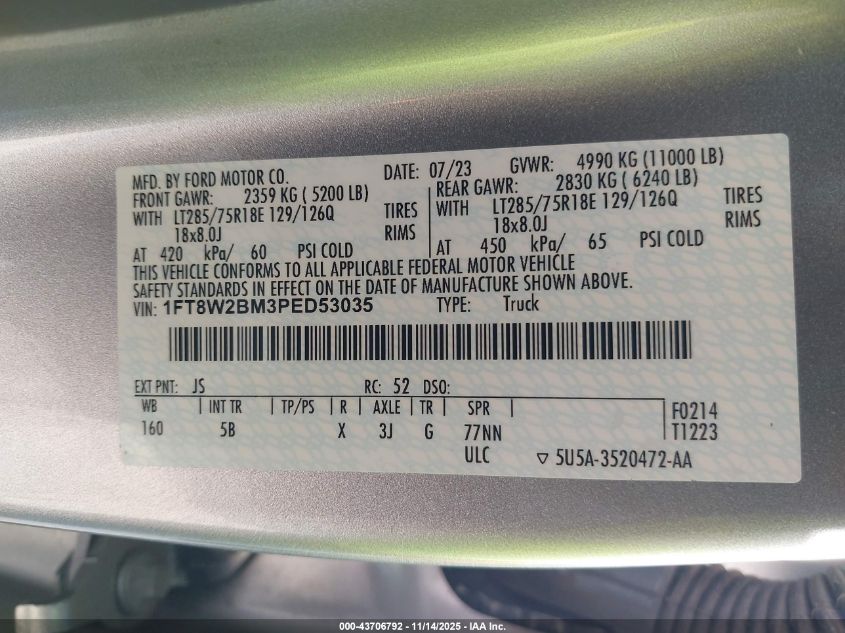 MFD. BY FORD MOTOR CO. DATE: 07/23 GVWR: 4990 KG (11000 LB)
FRONT GAWR: 2359 KG ( 5200 LB) REAR GAWR: 2830 KG ( 6240 LB)
WITH LT285/75R18E 129/126Q TIRES WITH LT285/75R18E 129/126Q TIRES
18x8.0J RIMS 18x8.0J RIMS
AT 420 kPa/ 60 PSI COLD AT 450 kPa/ 65 PSI COLD
THIS VEHICLE CONFORMS TO ALL APPLICABLE FEDERAL MOTOR VEHICLE
SAFETY STANDARDS IN EFFECT ON THE DATE OF MANUFACTURE SHOWN ABOVE.
VIN: 1FT8W2BM3PED53035 TYPE: Truck
EXT PNT: JS RC: 52 DSO:
WB | INT TR | TP/PS | R | AXLE | TR | SPR | F0214
160 5B X 3J G 77NN T1223
ULC ▽ 5U5A-3520472-AA
000-43706792 - 11/14/2025 - IAA Inc.